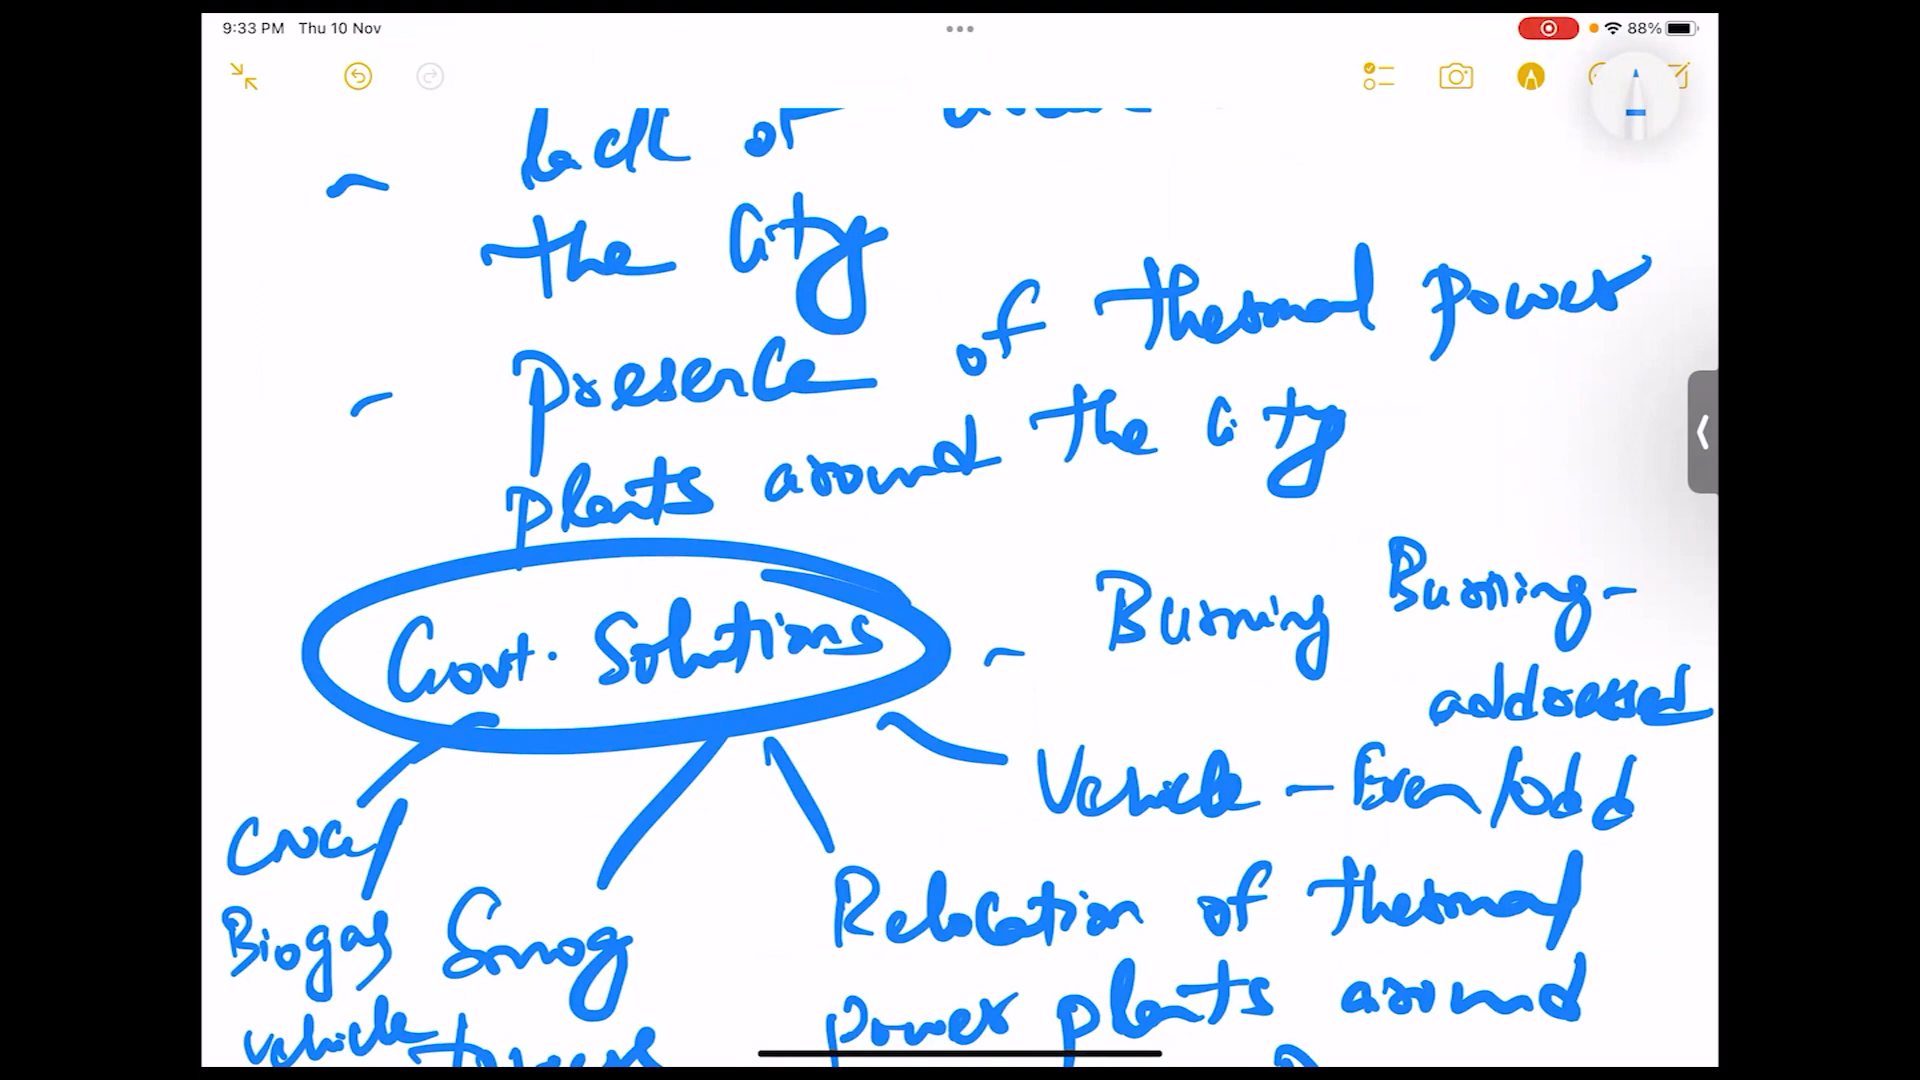 9:33 PM Thu 10 Nov
88%
lack of
the City
presence of thermal power
plants around the City
Govt. Solutions
- Burning Burning -
addressed
Vehicle - Even/odd
CNG/
Biogas
vehicle
Smog
towers
Relocation of thermal
power plants around